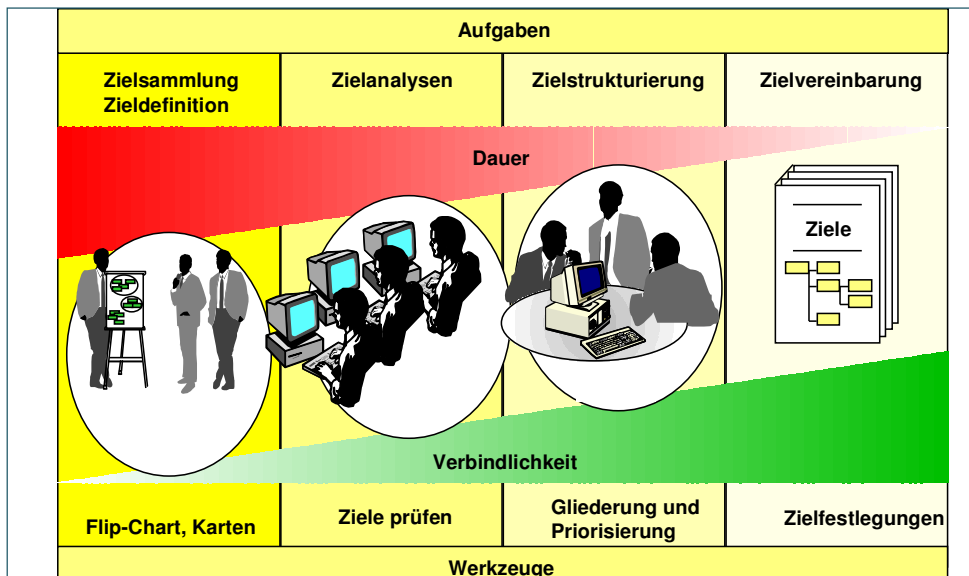 Aufgaben
Zielsammlung
Zieldefinition
Zielanalysen
Zielstrukturierung
Zielvereinbarung
Dauer
Ziele
Verbindlichkeit
Flip-Chart, Karten
Ziele prüfen
Gliederung und
Priorisierung
Zielfestlegungen
Werkzeuge